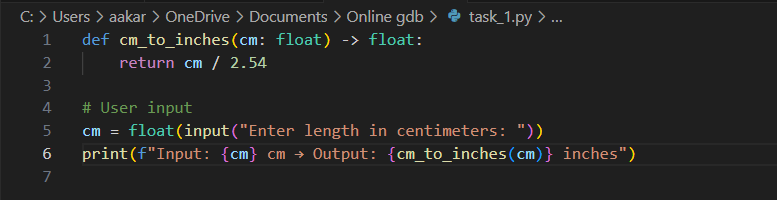 C: > Users > aakar > OneDrive > Documents > Online gdb > task_1.py > ...
1 def cm_to_inches(cm: float) -> float:
2     return cm / 2.54
3
4 # User input
5 cm = float(input("Enter length in centimeters: "))
6 print(f"Input: {cm} cm → Output: {cm_to_inches(cm)} inches")
7